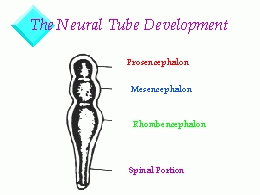 The Neural Tube Development
Prosencephalon
Mesencephalon
Rhombencephalon
Spinal Portion